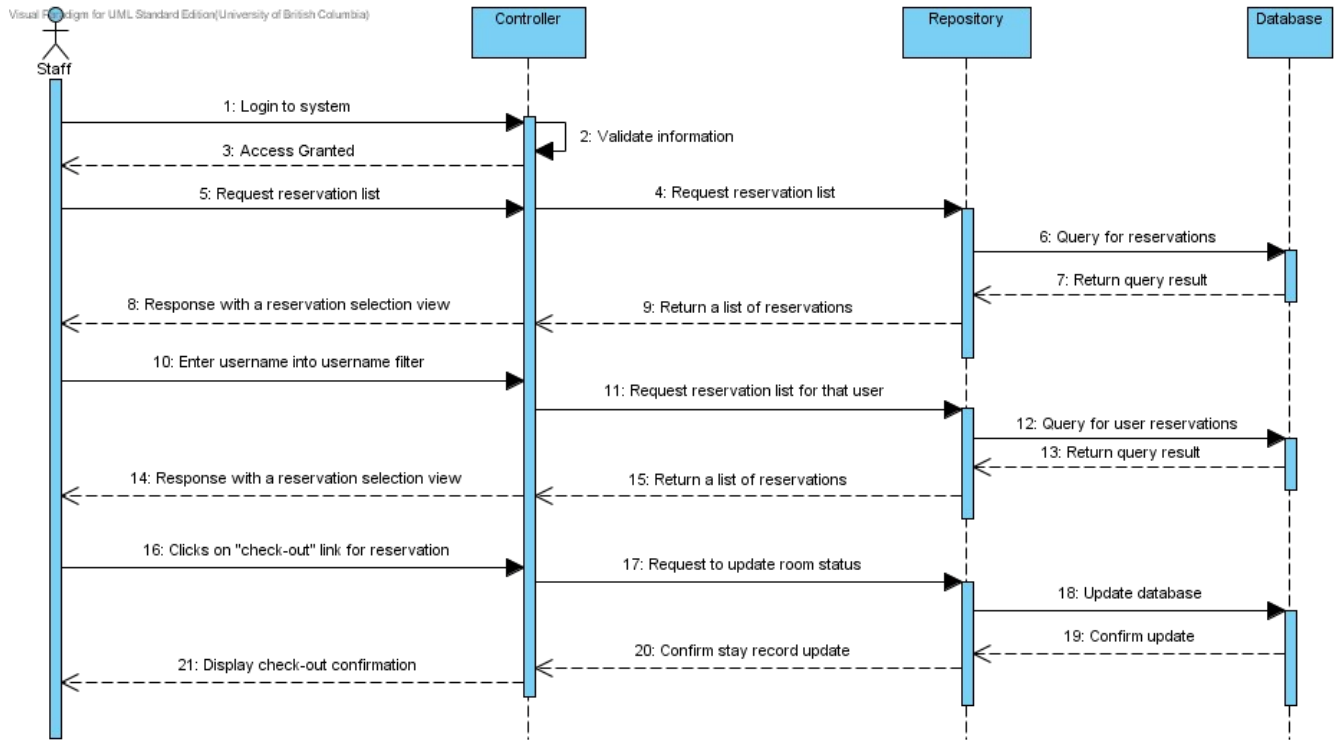 Visual Paradigm for UML Standard Edition(University of British Columbia)
Staff
Controller
Repository
Database
1: Login to system
2: Validate information
3: Access Granted
5: Request reservation list
4: Request reservation list
6: Query for reservations
7: Return query result
8: Response with a reservation selection view
9: Return a list of reservations
10: Enter username into username filter
11: Request reservation list for that user
12: Query for user reservations
13: Return query result
14: Response with a reservation selection view
15: Return a list of reservations
16: Clicks on "check-out" link for reservation
17: Request to update room status
18: Update database
19: Confirm update
20: Confirm stay record update
21: Display check-out confirmation